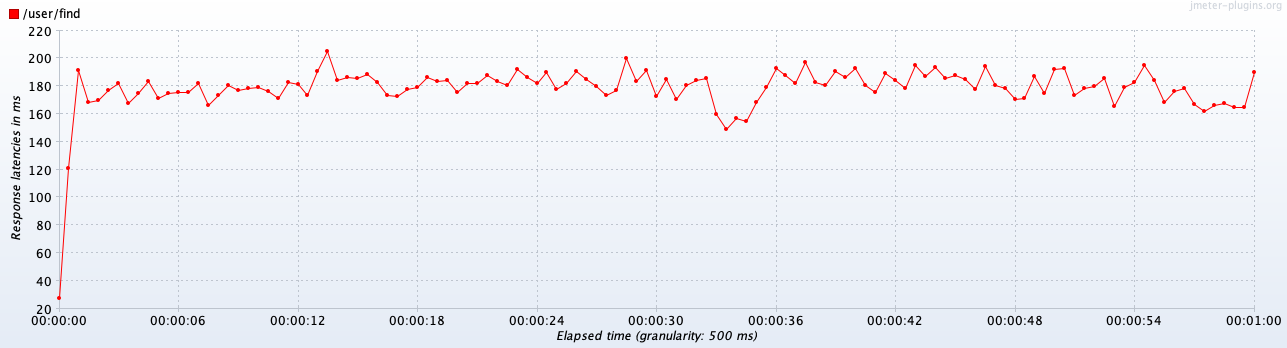 jmeter-plugins.org
/user/find
220
200
180
160
140
120
100
80
60
40
20
Response latencies in ms
00:00:00 00:00:06 00:00:12 00:00:18 00:00:24 00:00:30 00:00:36 00:00:42 00:00:48 00:00:54 00:01:00
Elapsed time (granularity: 500 ms)